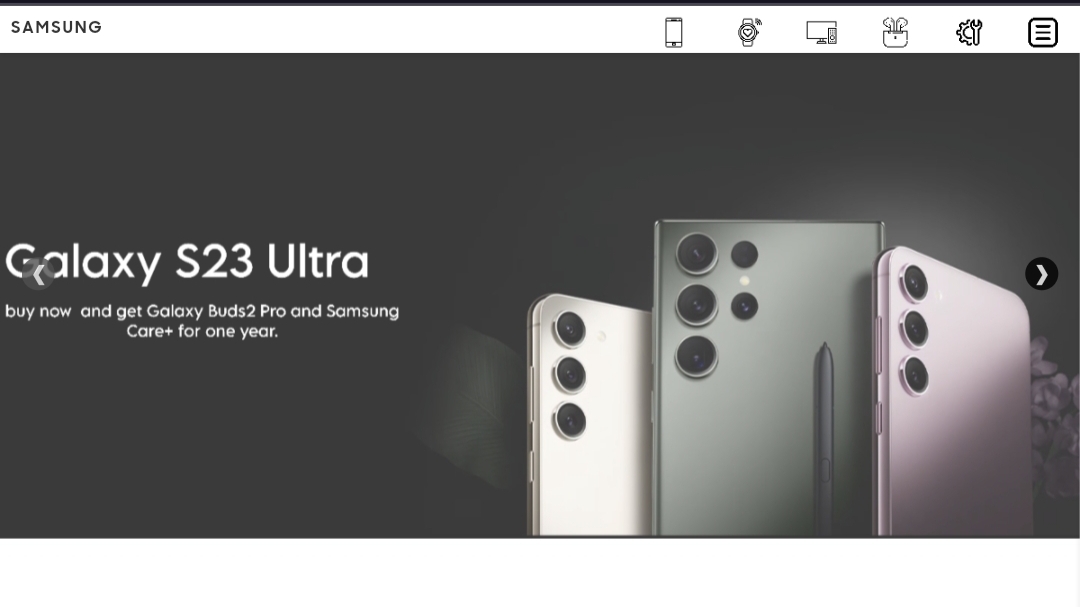 SAMSUNG
Galaxy S23 Ultra
buy now  and get Galaxy Buds2 Pro and Samsung
Care+ for one year.